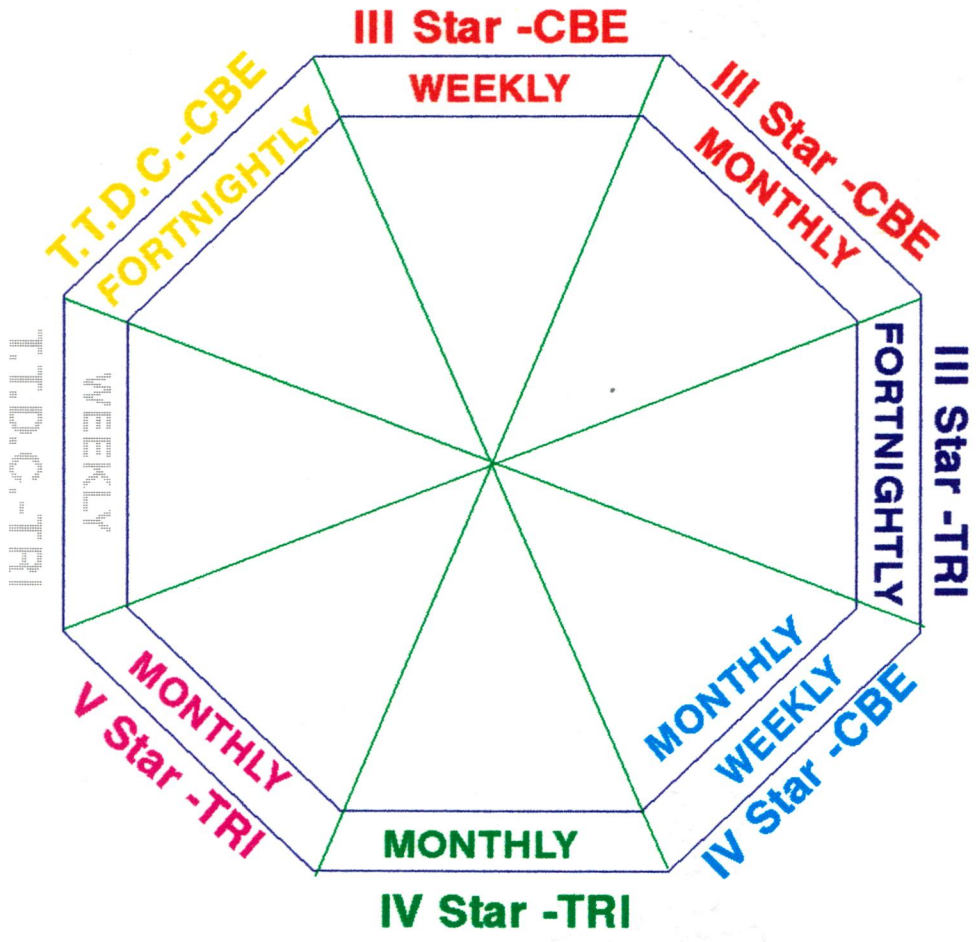 III Star -CBE
WEEKLY
III Star -CBE
MONTHLY
III Star -TRI
FORTNIGHTLY
MONTHLY
WEEKLY
IV Star -CBE
MONTHLY
IV Star -TRI
MONTHLY
V Star -TRI
T.T.D.C.-TRI
WEEKLY
T.T.D.C.-CBE
FORTNIGHTLY